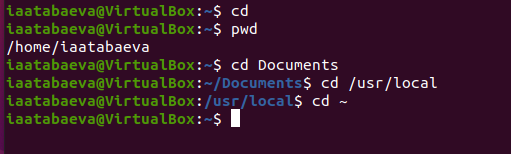 iaatabaeva@VirtualBox:~$ cd
iaatabaeva@VirtualBox:~$ pwd
/home/iaatabaeva
iaatabaeva@VirtualBox:~$ cd Documents
iaatabaeva@VirtualBox:~/Documents$ cd /usr/local
iaatabaeva@VirtualBox:/usr/local$ cd ~
iaatabaeva@VirtualBox:~$